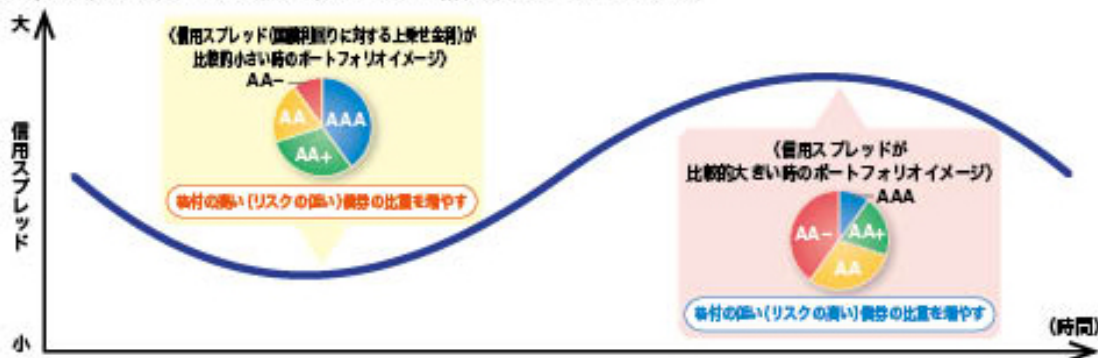 大
〈信用スプレッド(国債利回りに対する上乗せ金利)が
比較的小さい時のポートフォリオイメージ〉
AA−
AA
AAA
AA+
格付の高い(リスクの低い)債券の比重を増やす
信用スプレッド
〈信用スプレッドが
比較的大きい時のポートフォリオイメージ〉
AAA
AA−
AA+
AA
格付の低い(リスクの高い)債券の比重を増やす
(時間)
小